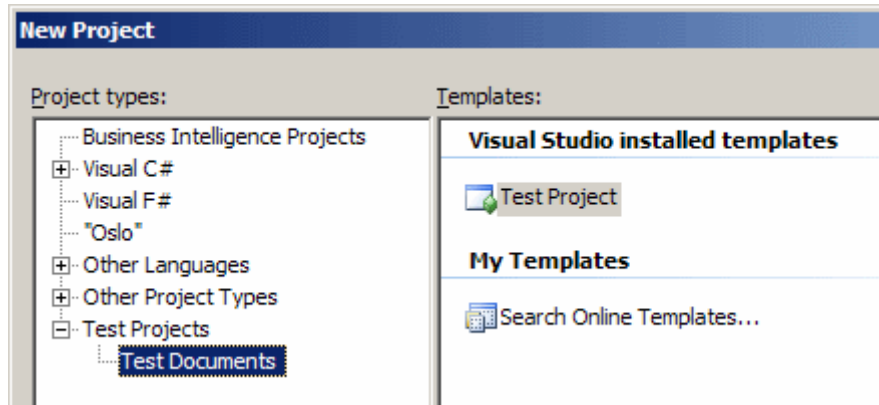 New Project
Project types:
Templates:
Business Intelligence Projects
Visual C#
Visual F#
"Oslo"
Other Languages
Other Project Types
Test Projects
Test Documents
Visual Studio installed templates
Test Project
My Templates
Search Online Templates...